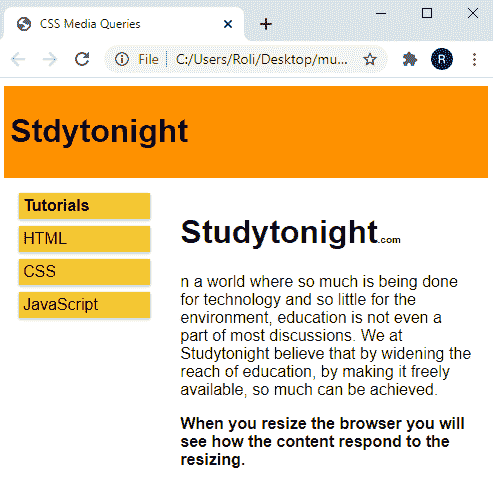 CSS Media Queries
File | C:/Users/Roli/Desktop/mu...
R
Stdytonight
Tutorials
HTML
CSS
JavaScript
Studytonight.com
n a world where so much is being done
for technology and so little for the
environment, education is not even a
part of most discussions. We at
Studytonight believe that by widening the
reach of education, by making it freely
available, so much can be achieved.
When you resize the browser you will
see how the content respond to the
resizing.